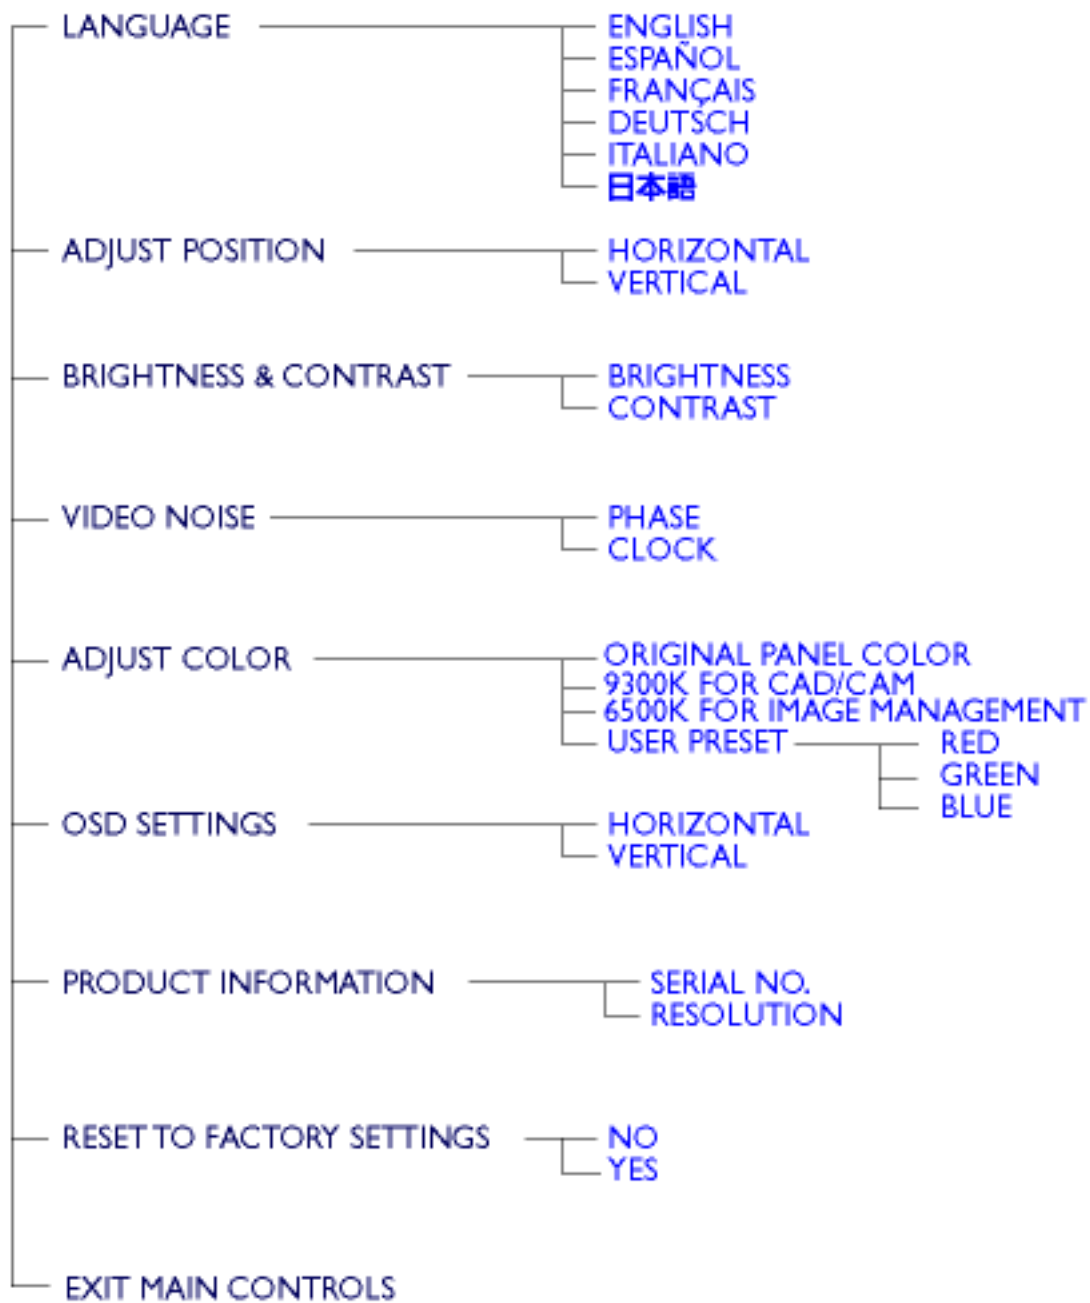 LANGUAGE
ENGLISH
ESPAÑOL
FRANÇAIS
DEUTSCH
ITALIANO
日本語
ADJUST POSITION
HORIZONTAL
VERTICAL
BRIGHTNESS & CONTRAST
BRIGHTNESS
CONTRAST
VIDEO NOISE
PHASE
CLOCK
ADJUST COLOR
ORIGINAL PANEL COLOR
9300K FOR CAD/CAM
6500K FOR IMAGE MANAGEMENT
USER PRESET
RED
GREEN
BLUE
OSD SETTINGS
HORIZONTAL
VERTICAL
PRODUCT INFORMATION
SERIAL NO.
RESOLUTION
RESET TO FACTORY SETTINGS
NO
YES
EXIT MAIN CONTROLS